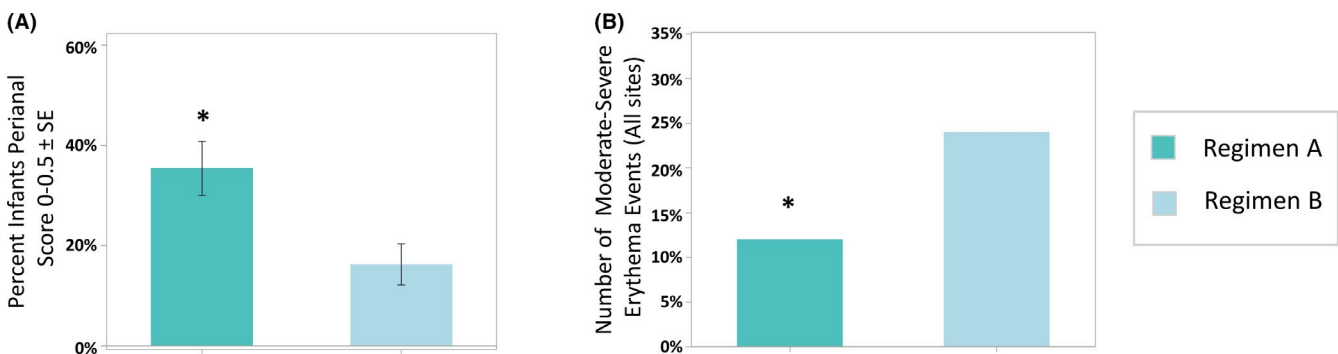 (A)
Percent Infants Perianal
Score 0-0.5 ± SE
60%
40%
20%
0%
*
(B)
Number of Moderate-Severe
Erythema Events (All sites)
35%
30%
25%
20%
15%
10%
5%
0%
*
Regimen A
Regimen B